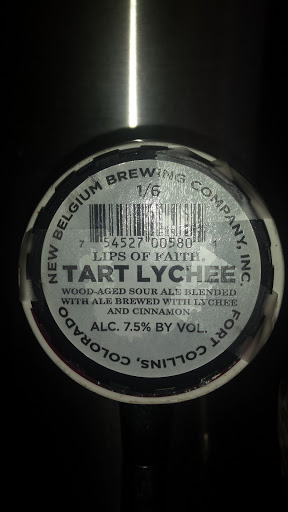 NEW BELGIUM BREWING COMPANY, INC.
FORT COLLINS, COLORADO
1/6
7 54527 00580 1
LIPS OF FAITH®
TART LYCHEE
WOOD-AGED SOUR ALE BLENDED
WITH ALE BREWED WITH LYCHEE
AND CINNAMON
ALC. 7.5% BY VOL.